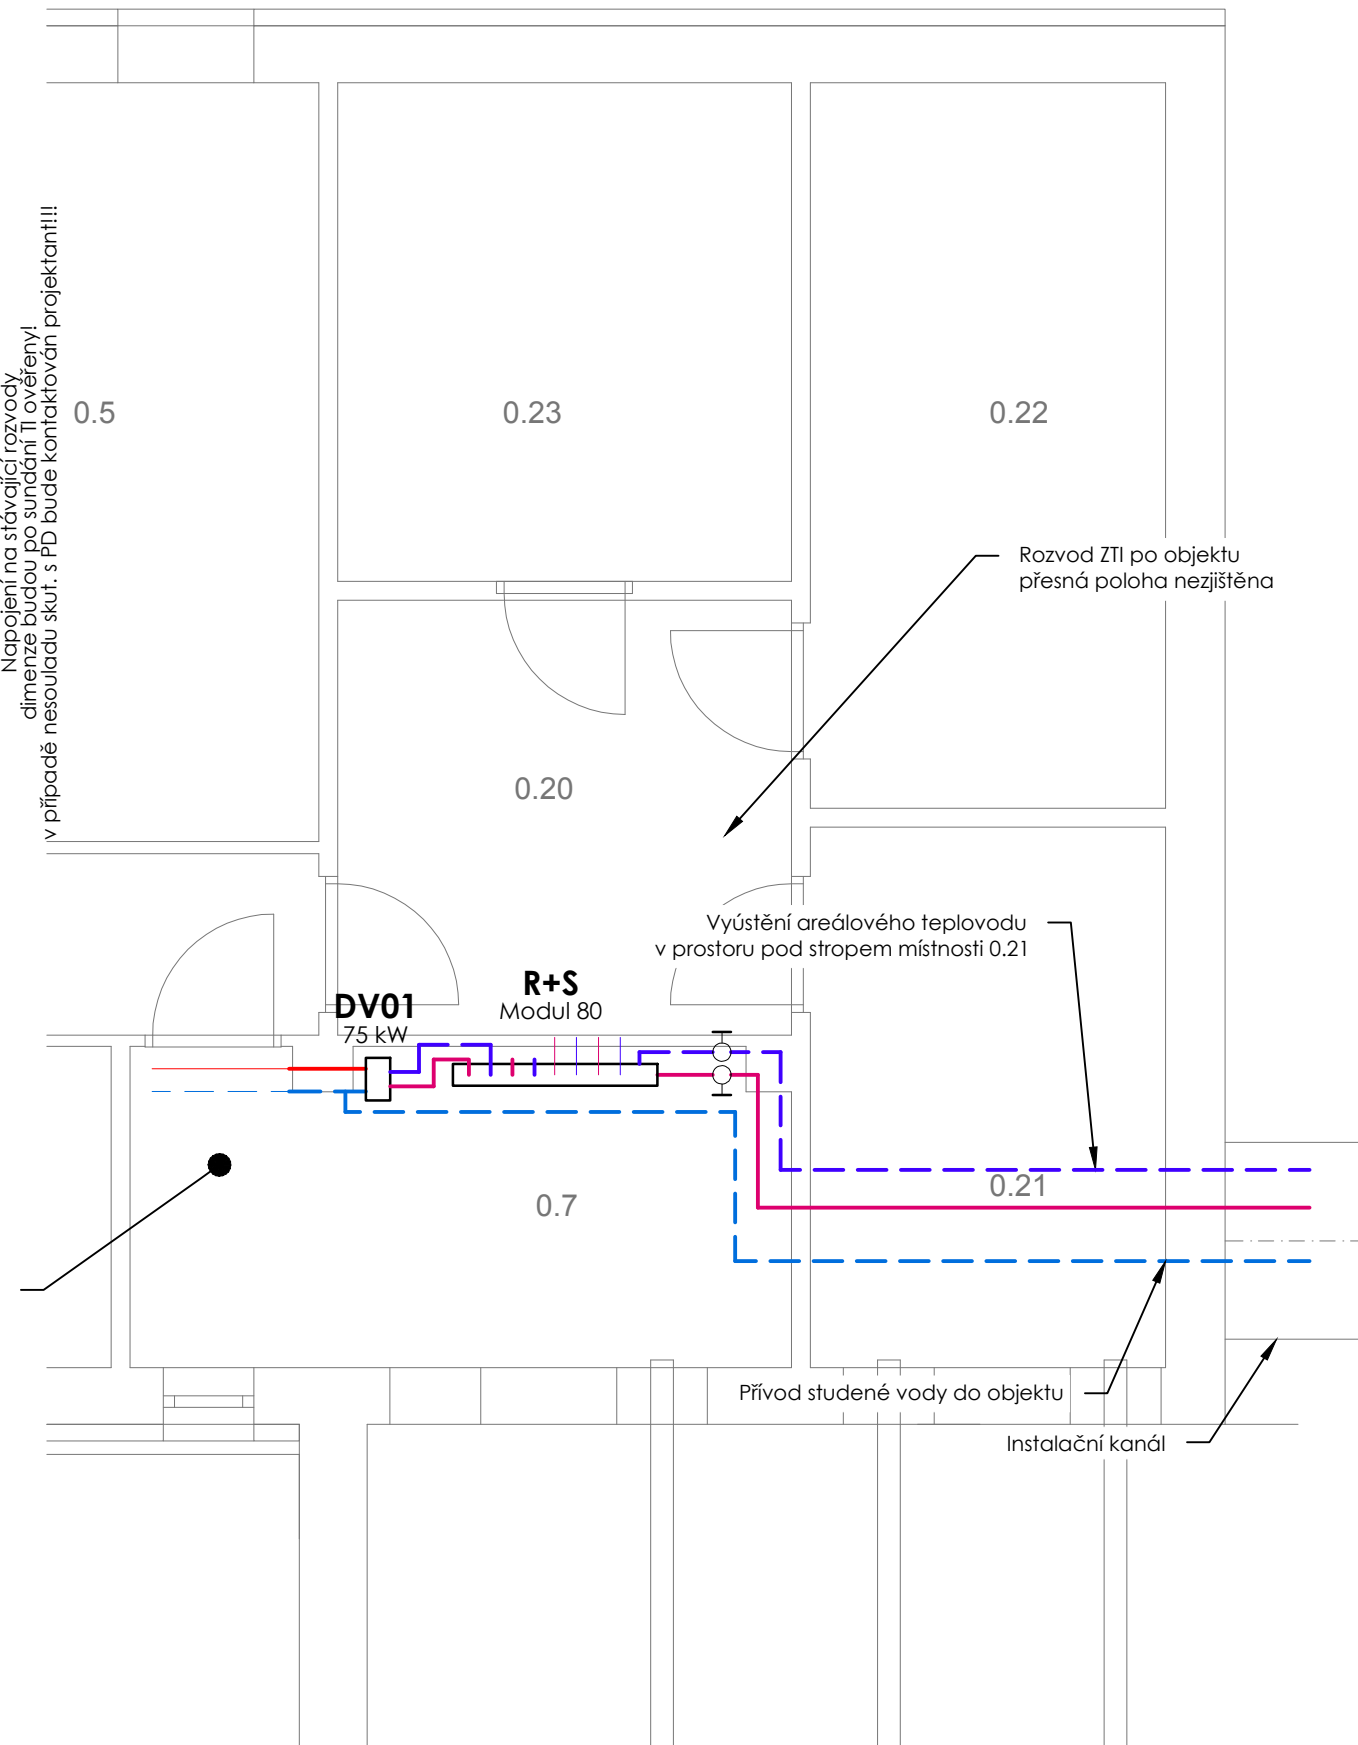 Napojení na stávající rozvody
dimenze budou po sundání TI ověřeny!
v případě nesouladu skut. s PD bude kontaktován projektant!!!
0.5
0.23
0.22
Rozvod ZTI po objektu
přesná poloha nezjištěna
0.20
Vyústění areálového teplovodu
v prostoru pod stropem místnosti 0.21
R+S
Modul 80
DV01
75 kW
0.7
0.21
Přívod studené vody do objektu
Instalační kanál